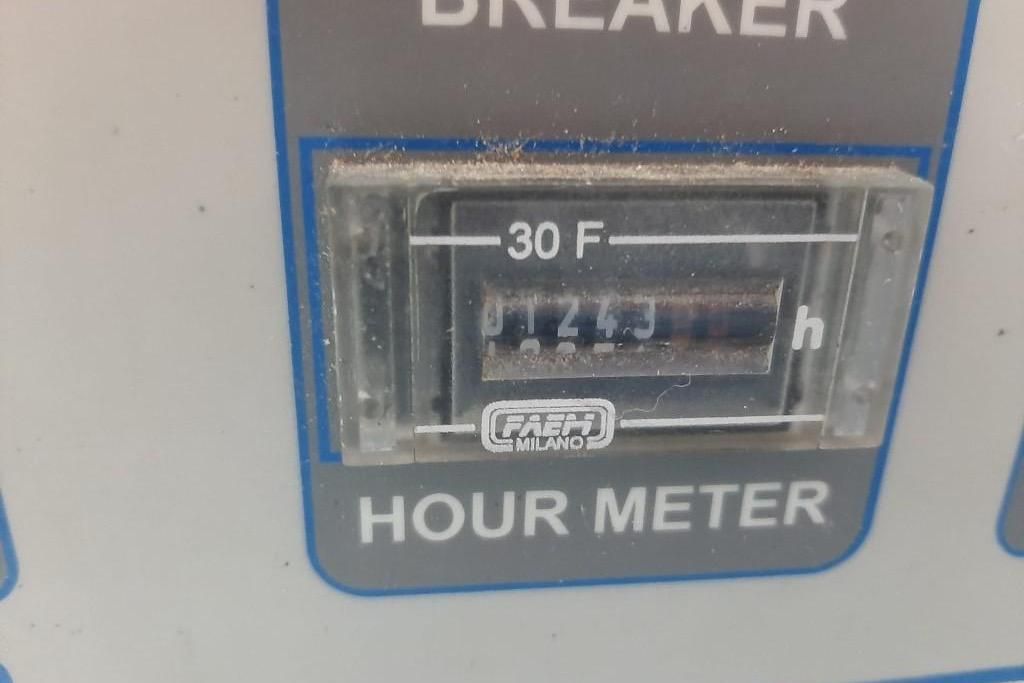 BREAKER
30 F
01243
h
FAEM
MILANO
HOUR METER